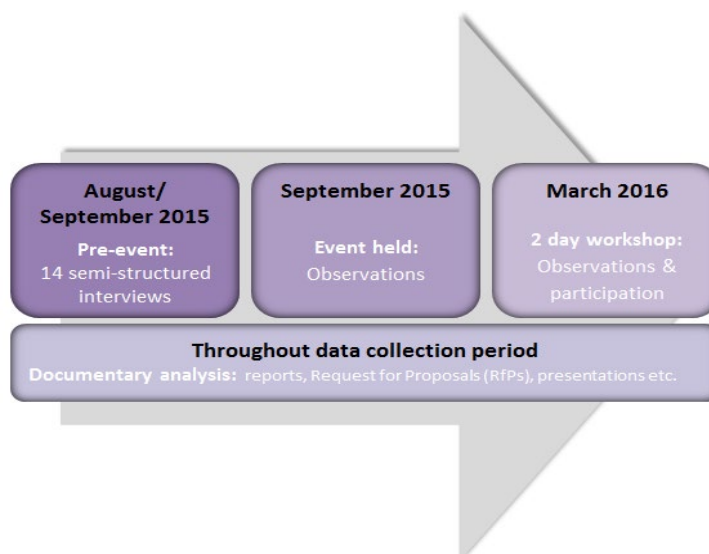 August/
September 2015
Pre-event:
14 semi-structured
interviews
September 2015
Event held:
Observations
March 2016
2 day workshop:
Observations &
participation
Throughout data collection period
Documentary analysis: reports, Request for Proposals (RfPs), presentations etc.